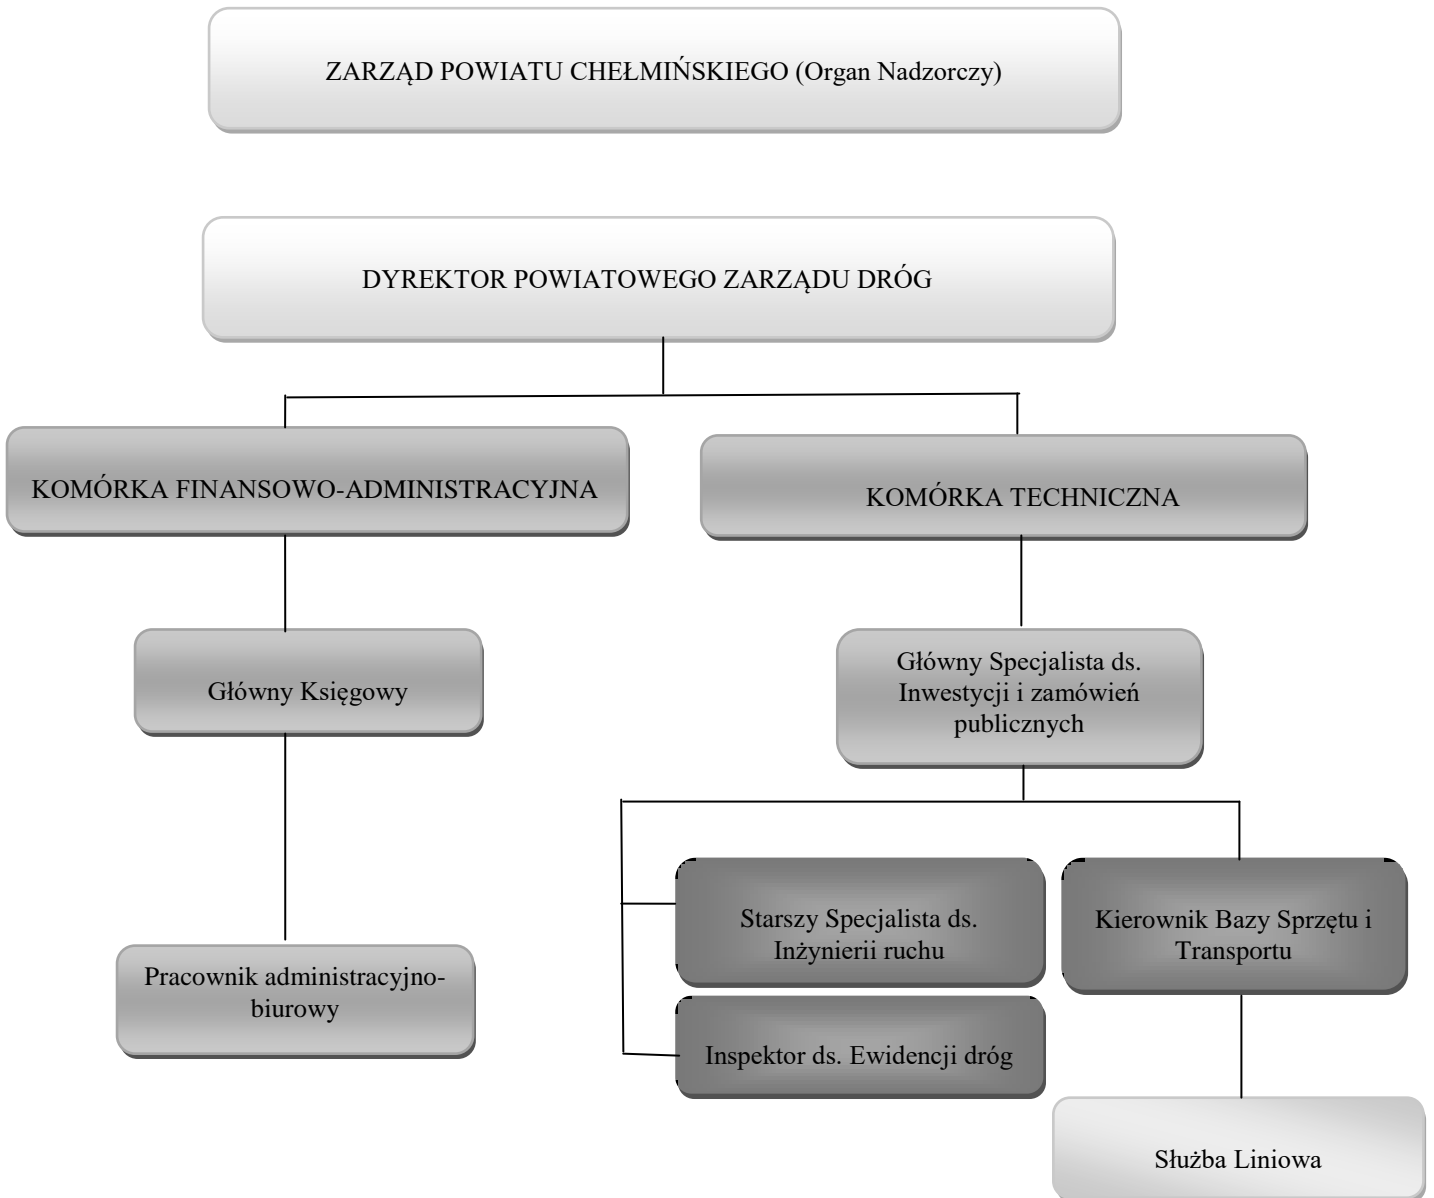 ZARZĄD POWIATU CHEŁMIŃSKIEGO (Organ Nadzorczy)
DYREKTOR POWIATOWEGO ZARZĄDU DRÓG
KOMÓRKA FINANSOWO-ADMINISTRACYJNA
KOMÓRKA TECHNICZNA
Główny Księgowy
Główny Specjalista ds.
Inwestycji i zamówień
publicznych
Starszy Specjalista ds.
Inżynierii ruchu
Kierownik Bazy Sprzętu i
Transportu
Pracownik administracyjno-
biurowy
Inspektor ds. Ewidencji dróg
Służba Liniowa